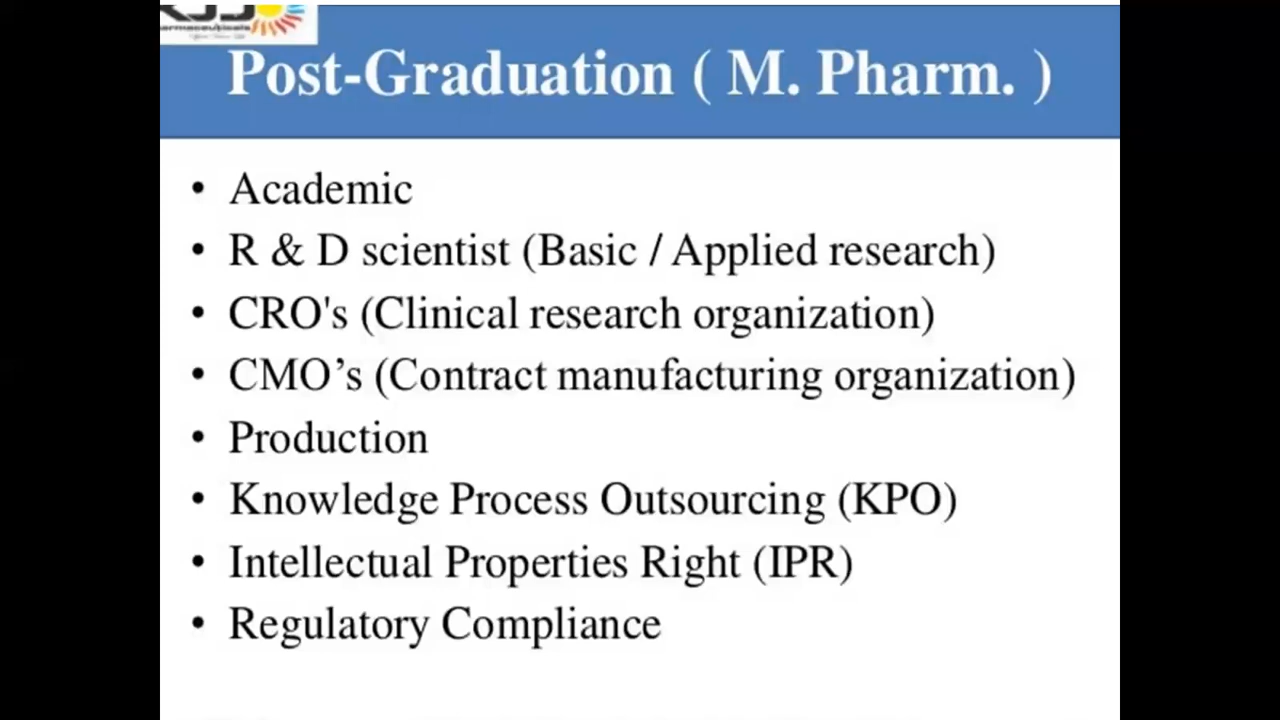 Post-Graduation ( M. Pharm. )
• Academic
• R & D scientist (Basic / Applied research)
• CRO's (Clinical research organization)
• CMO’s (Contract manufacturing organization)
• Production
• Knowledge Process Outsourcing (KPO)
• Intellectual Properties Right (IPR)
• Regulatory Compliance